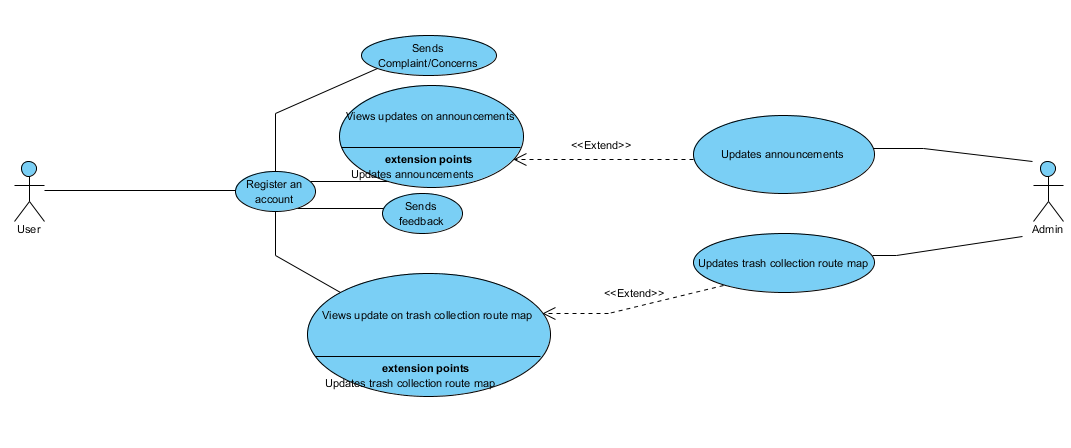 Sends
Complaint/Concerns
Views updates on announcements
extension points
Updates announcements
<<Extend>>
Updates announcements
User
Register an
account
Sends
feedback
Admin
Updates trash collection route map
<<Extend>>
Views update on trash collection route map
extension points
Updates trash collection route map